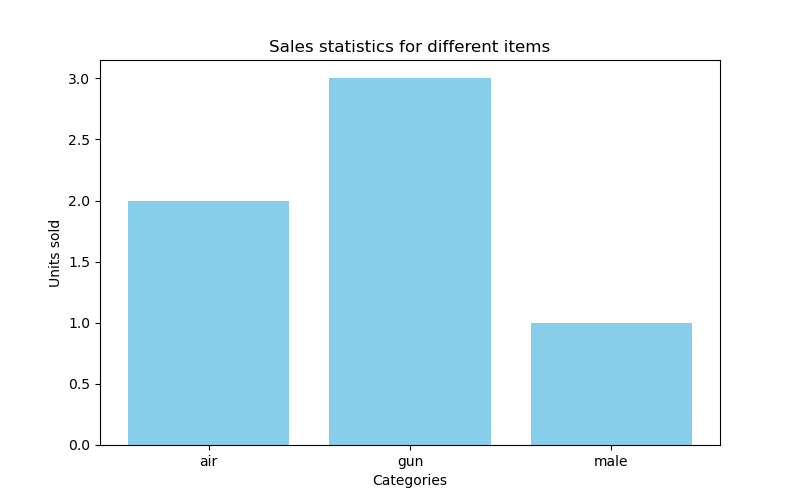 Sales statistics for different items
3.0
2.5
2.0
1.5
1.0
0.5
0.0
Units sold
air gun male
Categories